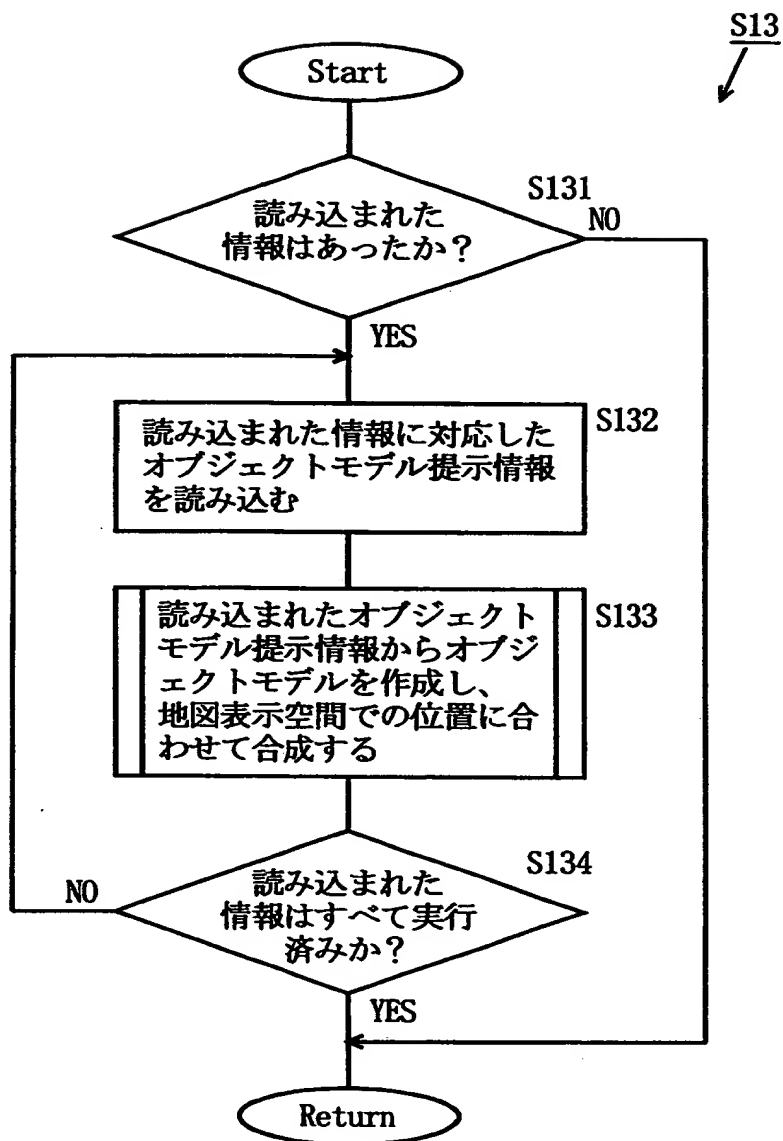 S13
Start
S131
読み込まれた
情報はあったか？
NO
YES
S132
読み込まれた情報に対応した
オブジェクトモデル提示情報
を読み込む
S133
読み込まれたオブジェクト
モデル提示情報からオブジ
ェクトモデルを作成し、
地図表示空間での位置に合
わせて合成する
S134
読み込まれた
情報はすべて実行
済みか？
NO
YES
Return